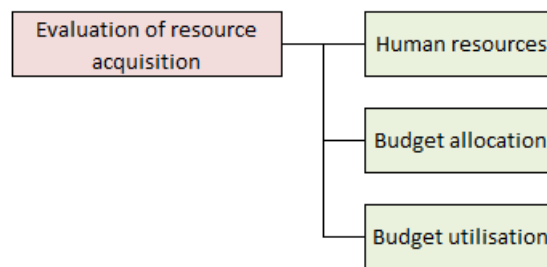 Evaluation of resource
acquisition
Human resources
Budget allocation
Budget utilisation